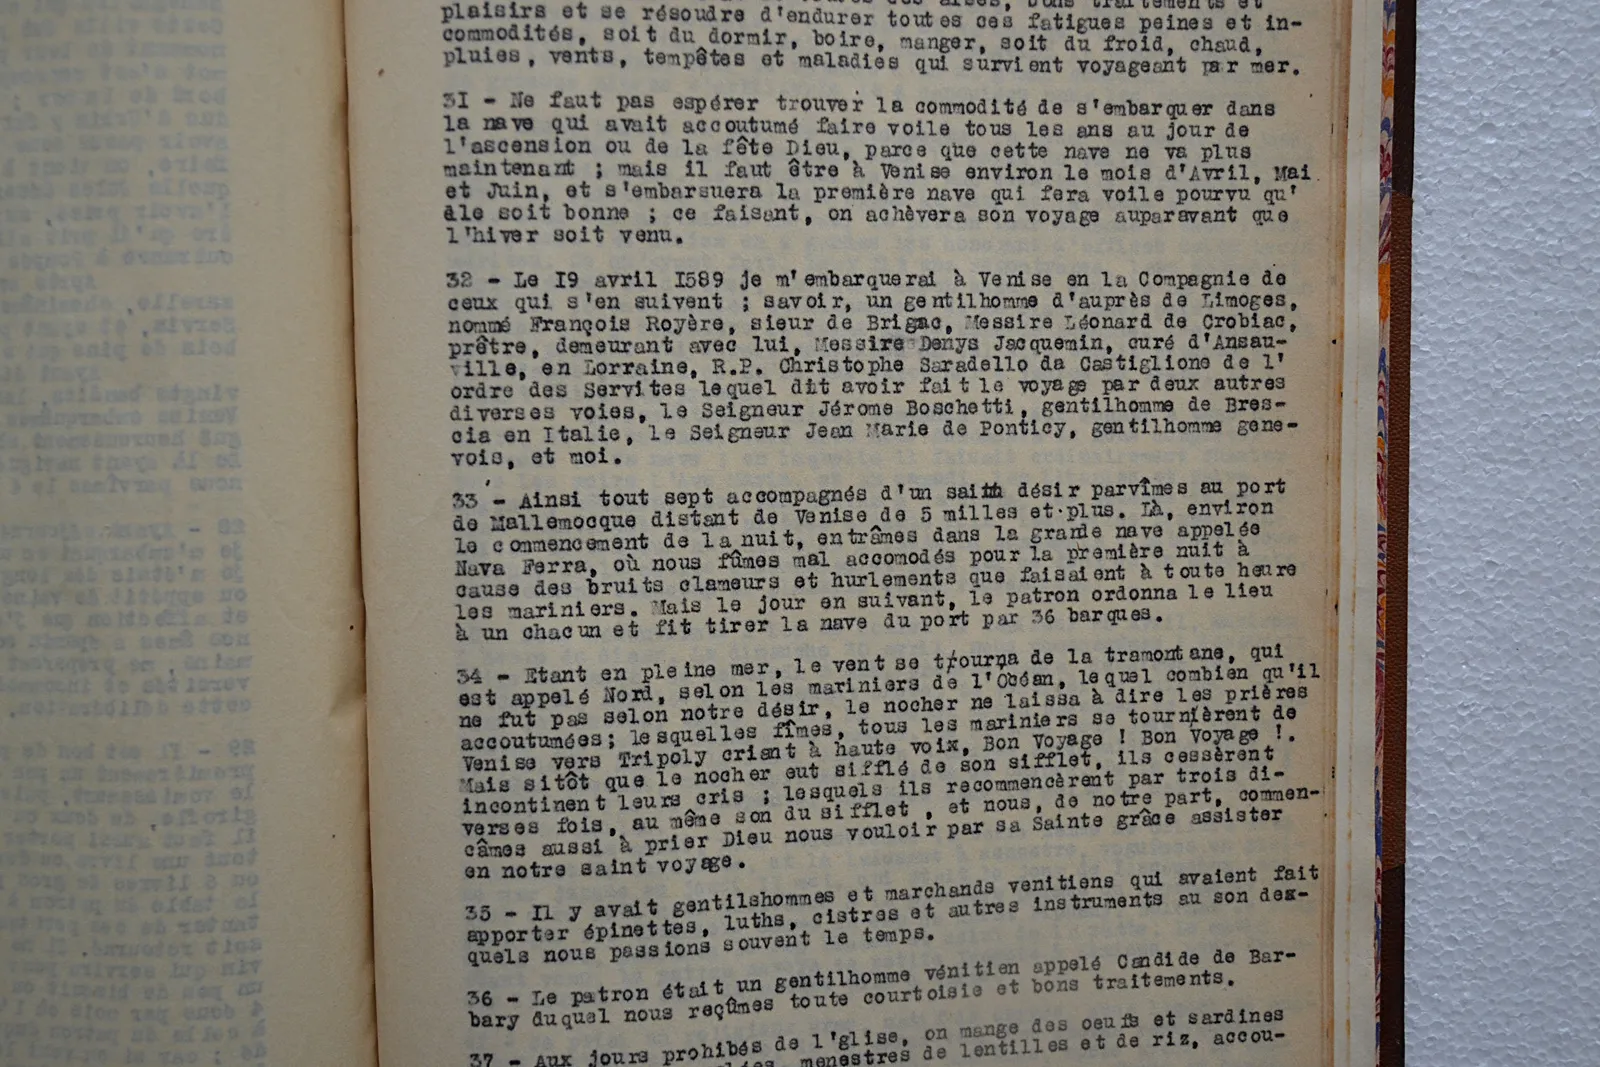 plaisirs et se résoudre d'endurer toutes ces fatigues peines et in-
commodités, soit du dormir, boire, manger, soit du froid, chaud,
pluies, vents, tempêtes et maladies qui survient voyageant par mer.
31 - Ne faut pas espérer trouver la commodité de s'embarquer dans
la nave qui avait accoutumé faire voile tous les ans au jour de
l'ascension ou de la fête Dieu, parce que cette nave ne va plus
maintenant ; mais il faut être à Venise environ le mois d'Avril, Mai
et Juin, et s'embarsuera la première nave qui fera voile pourvu qu'
èle soit bonne ; ce faisant, on achèvera son voyage auparavant que
l'hiver soit venu.
32 - Le I9 avril I589 je m'embarquerai à Venise en la Compagnie de
ceux qui s'en suivent ; savoir, un gentilhomme d'auprès de Limoges,
nommé François Royère, sieur de Brigac, Messire Léonard de Crobiac,
prêtre, demeurant avec lui, Messire Denys Jacquemin, curé d'Ansau-
ville, en Lorraine, R.P. Christophe Saradello da Castiglione de l'
ordre des Servites lequel dit avoir fait le voyage par deux autres
diverses voies, le Seigneur Jérome Boschetti, gentilhomme de Bres-
cia en Italie, le Seigneur Jean Marie de Ponticy, gentilhomme gene-
vois, et moi.
33 - Ainsi tout sept accompagnés d'un saint désir parvîmes au port
de Mallemocque distant de Venise de 5 milles et plus. Là, environ
le commencement de la nuit, entrâmes dans la grande nave appelée
Nava Ferra, où nous fûmes mal accomodés pour la première nuit à
cause des bruits clameurs et hurlements que faisaient à toute heure
les mariniers. Mais le jour en suivant, le patron ordonna le lieu
à un chacun et fit tirer la nave du port par 36 barques.
34 - Etant en pleine mer, le vent se trourna de la tramontane, qui
est appelé Nord, selon les mariniers de l'Océan, lequel combien qu'il
ne fut pas selon notre désir, le nocher ne laissa à dire les prières
accoutumées; lesquelles fîmes, tous les mariniers se tournièrent de
Venise vers Tripoly criant à haute voix, Bon Voyage ! Bon Voyage !.
Mais sitôt que le nocher eut sifflé de son sifflet, ils cessèrent
incontinent leurs cris ; lesquels ils recommencèrent par trois di-
verses fois, au même son du sifflet , et nous, de notre part, commen-
câmes aussi à prier Dieu nous vouloir par sa Sainte grâce assister
en notre saint voyage.
35 - Il y avait gentilshommes et marchands venitiens qui avaient fait
apporter épinettes, luths, cistres et autres instruments au son des-
quels nous passions souvent le temps.
36 - Le patron était un gentilhomme vénitien appelé Candide de Bar-
bary duquel nous reçûmes toute courtoisie et bons traitements.
37 - Aux jours prohibés de l'glise, on mange des oeufs et sardines
menestres de lentilles et de riz, accou-